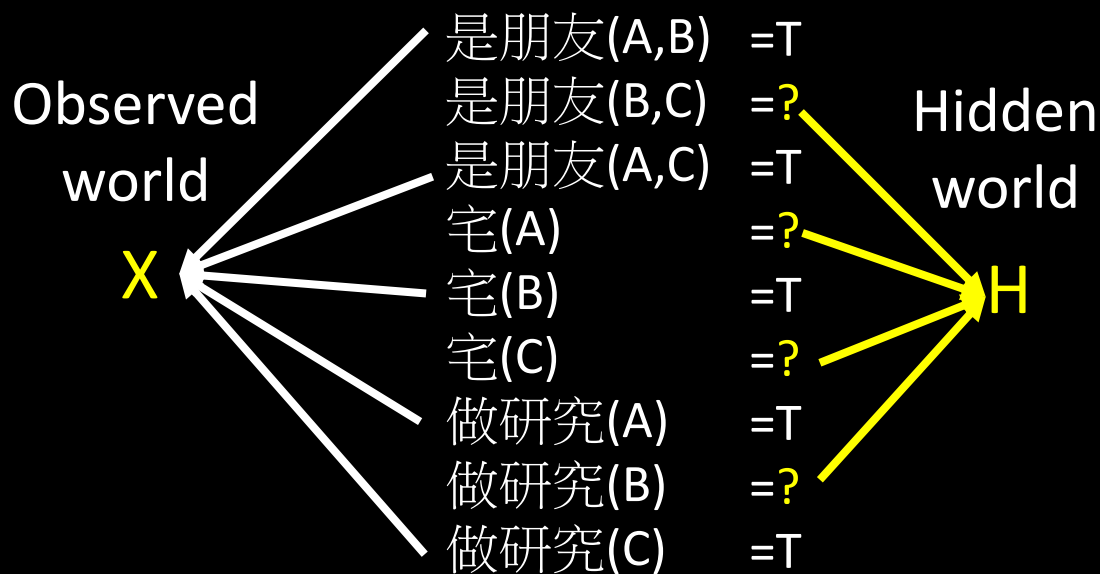 Observed
world
X
是朋友(A,B) =T
是朋友(B,C) =?
是朋友(A,C) =T
宅(A) =?
宅(B) =T
宅(C) =?
做研究(A) =T
做研究(B) =?
做研究(C) =T
Hidden
world
H